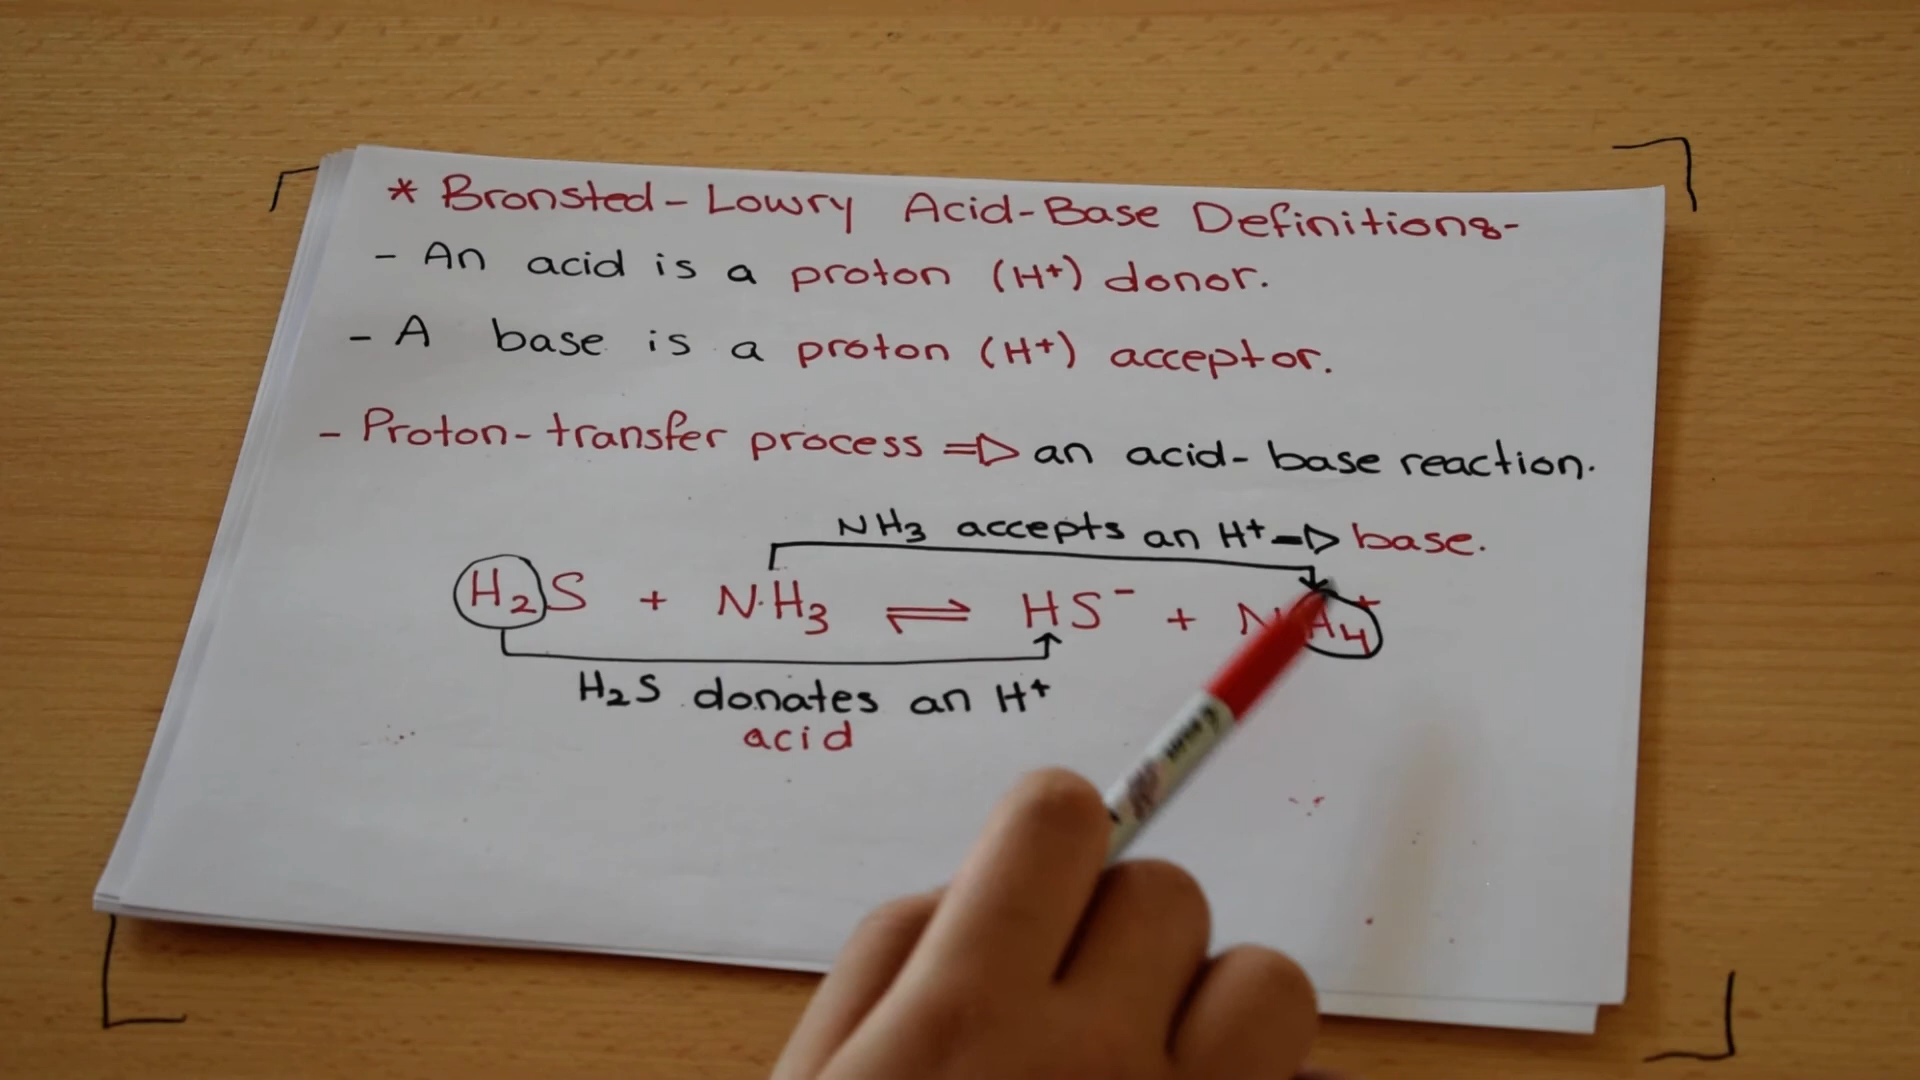 * Bronsted-Lowry Acid-Base Definitions-
- An acid is a proton (H+) donor.
- A base is a proton (H+) acceptor.
- Proton-transfer process => an acid-base reaction.
NH3 accepts an H+ -> base.
H2S + NH3 ⇌ HS⁻ + NH4+
H2S donates an H+
acid